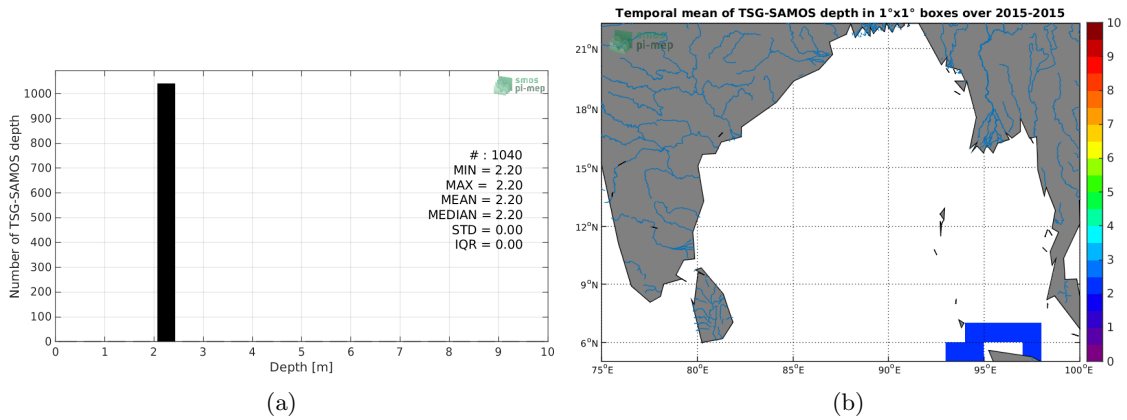 smos
pi-mep
Number of TSG-SAMOS depth
1000
900
800
700
600
500
400
300
200
100
0
# : 1040
MIN = 2.20
MAX = 2.20
MEAN = 2.20
MEDIAN = 2.20
STD = 0.00
IQR = 0.00
0 1 2 3 4 5 6 7 8 9 10
Depth [m]
(a)
Temporal mean of TSG-SAMOS depth in 1°x1° boxes over 2015-2015
smos
pi-mep
21°N
18°N
15°N
12°N
9°N
6°N
75°E 80°E 85°E 90°E 95°E 100°E
10
9
8
7
6
5
4
3
2
1
0
(b)